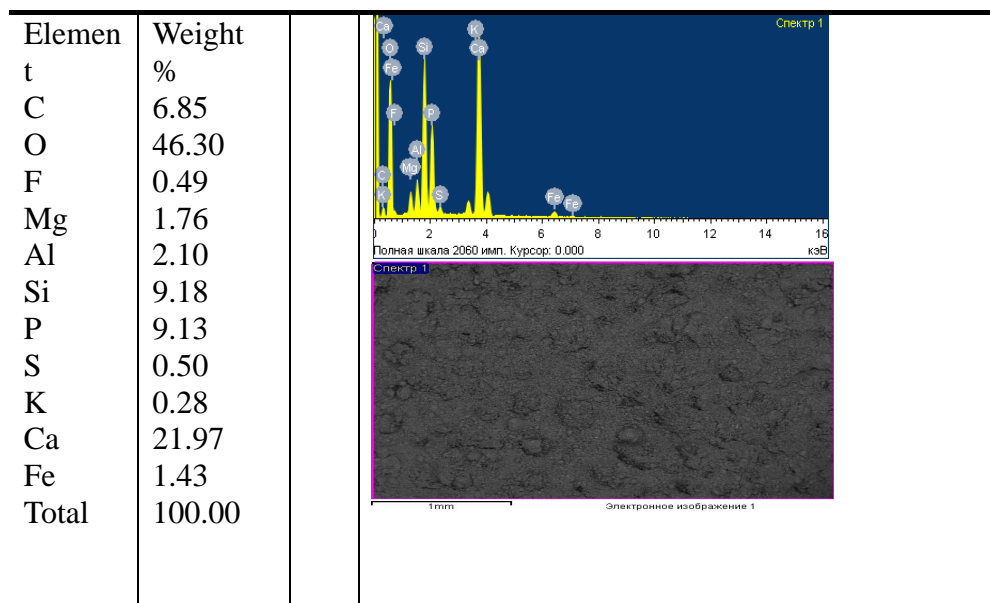 Elemen Weight
t %
C 6.85
O 46.30
F 0.49
Mg 1.76
Al 2.10
Si 9.18
P 9.13
S 0.50
K 0.28
Ca 21.97
Fe 1.43
Total 100.00
Спектр 1
Ca K
O Si Ca
Fe
F P
Al
Mg
C
K S Fe Fe
0 2 4 6 8 10 12 14 16
Полная шкала 2060 имп. Курсор: 0.000 кэВ
Спектр 1
1mm Электронное изображение 1